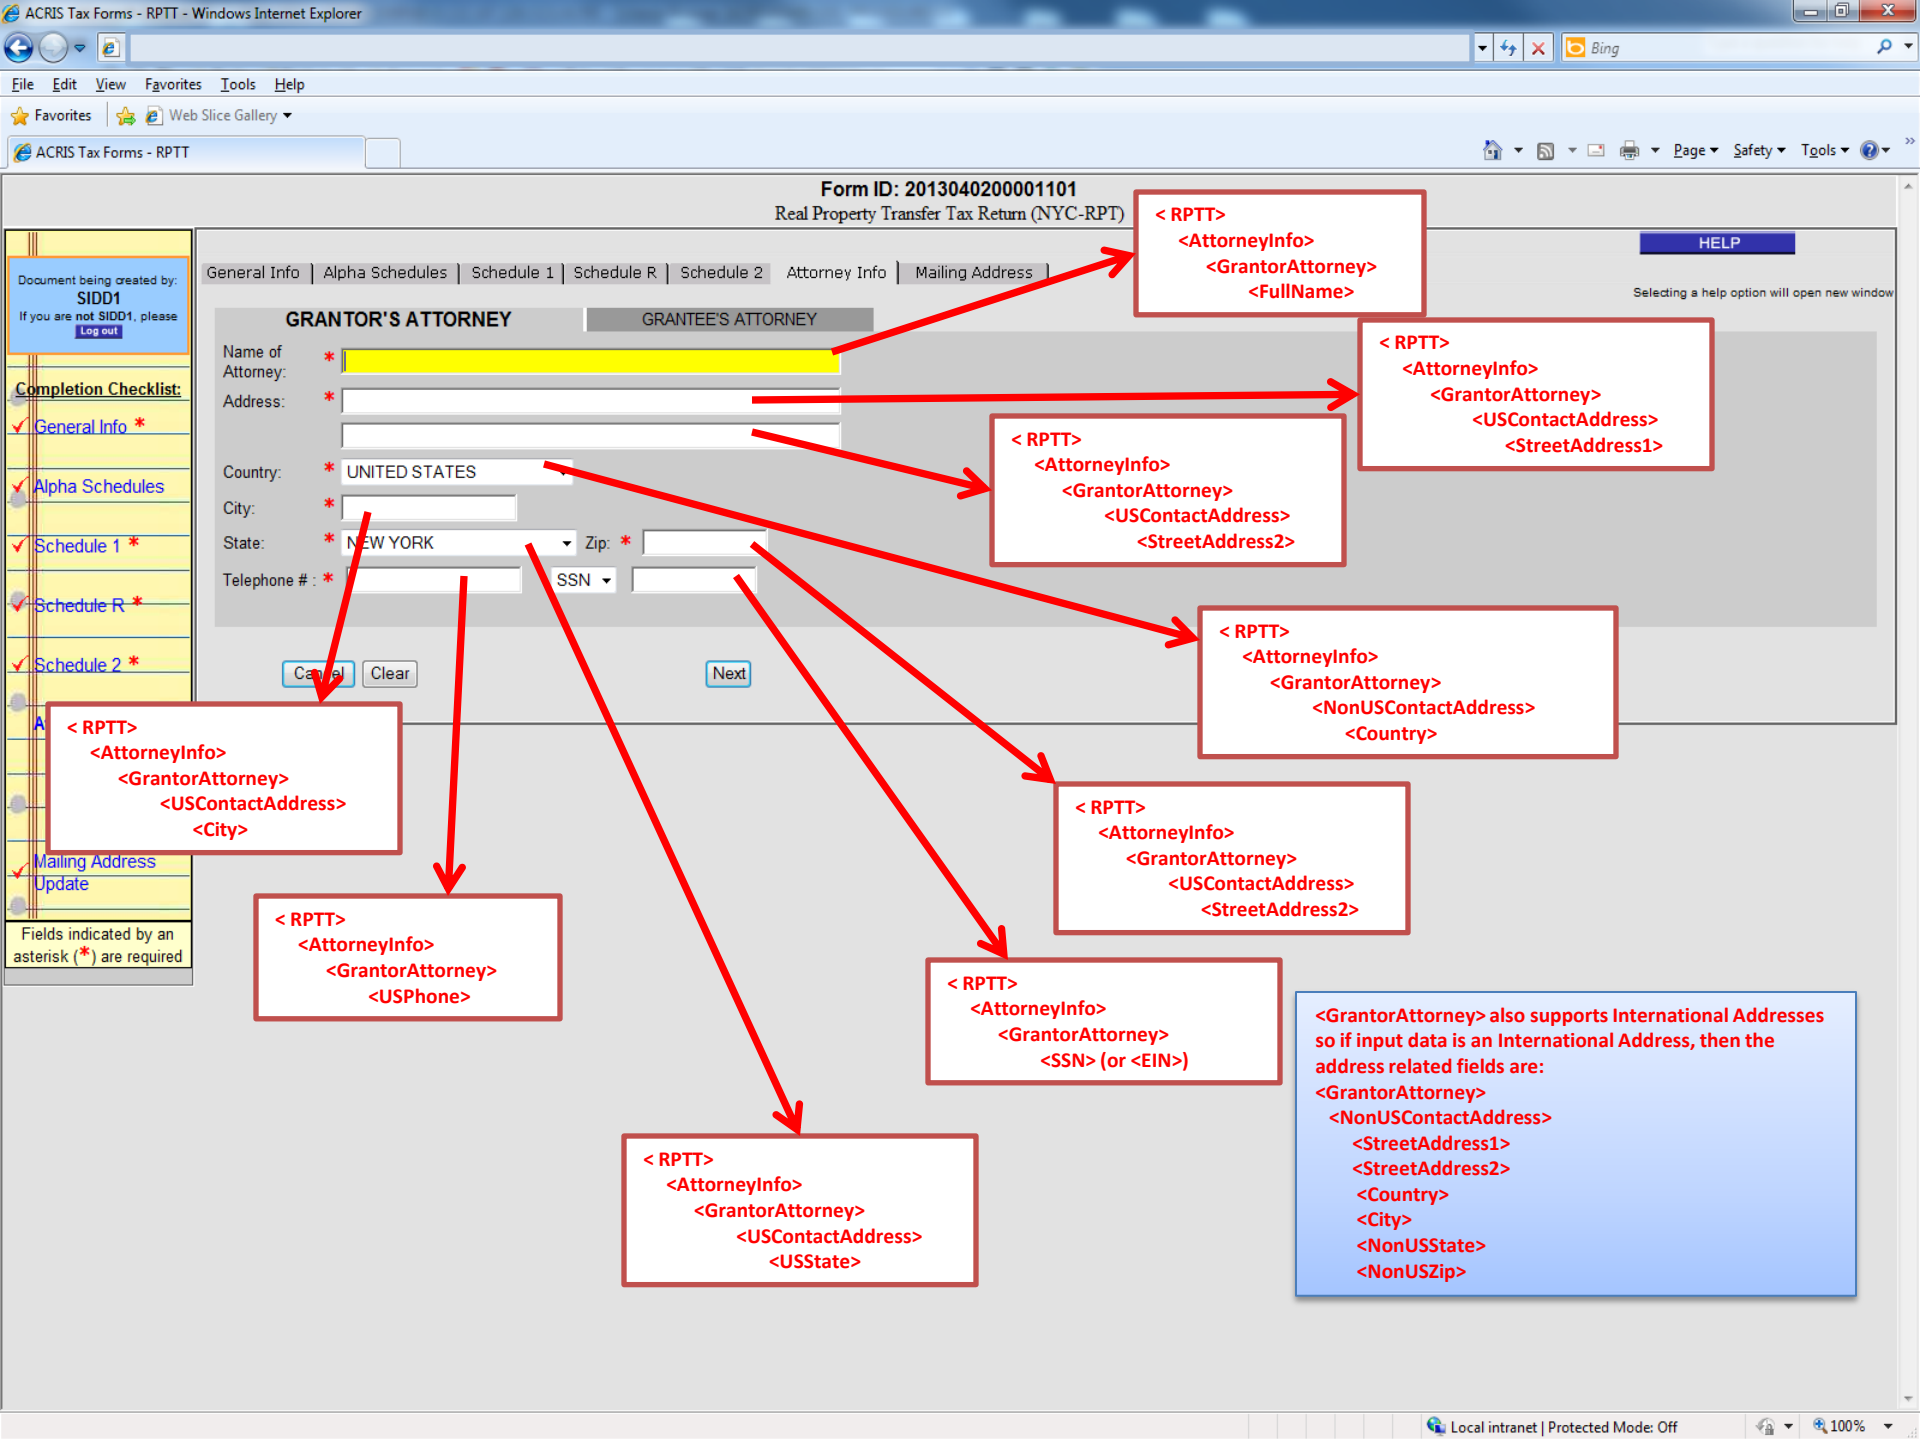 ACRIS Tax Forms - RPTT - Windows Internet Explorer
Bing
File Edit View Favorites Tools Help
Favorites Web Slice Gallery
ACRIS Tax Forms - RPTT
Page Safety Tools
Form ID: 2013040200001101
Real Property Transfer Tax Return (NYC-RPT)
HELP
Selecting a help option will open new window
Document being created by:
SIDD1
If you are not SIDD1, please
Log out
Completion Checklist:
General Info *
Alpha Schedules
Schedule 1 *
Schedule R *
Schedule 2 *
Mailing Address
Update
Fields indicated by an
asterisk (*) are required
General Info Alpha Schedules Schedule 1 Schedule R Schedule 2 Attorney Info Mailing Address
GRANTOR'S ATTORNEY GRANTEE'S ATTORNEY
Name of
Attorney: *
Address: *
Country: * UNITED STATES
City: *
State: * NEW YORK Zip: *
Telephone # : * SSN
Cancel Clear Next
< RPTT>
<AttorneyInfo>
<GrantorAttorney>
<FullName>
< RPTT>
<AttorneyInfo>
<GrantorAttorney>
<USContactAddress>
<StreetAddress1>
< RPTT>
<AttorneyInfo>
<GrantorAttorney>
<USContactAddress>
<StreetAddress2>
< RPTT>
<AttorneyInfo>
<GrantorAttorney>
<NonUSContactAddress>
<Country>
< RPTT>
<AttorneyInfo>
<GrantorAttorney>
<USContactAddress>
<City>
< RPTT>
<AttorneyInfo>
<GrantorAttorney>
<USContactAddress>
<StreetAddress2>
< RPTT>
<AttorneyInfo>
<GrantorAttorney>
<USPhone>
< RPTT>
<AttorneyInfo>
<GrantorAttorney>
<SSN> (or <EIN>)
< RPTT>
<AttorneyInfo>
<GrantorAttorney>
<USContactAddress>
<USState>
<GrantorAttorney> also supports International Addresses
so if input data is an International Address, then the
address related fields are:
<GrantorAttorney>
<NonUSContactAddress>
<StreetAddress1>
<StreetAddress2>
<Country>
<City>
<NonUSState>
<NonUSZip>
Local intranet | Protected Mode: Off 100%